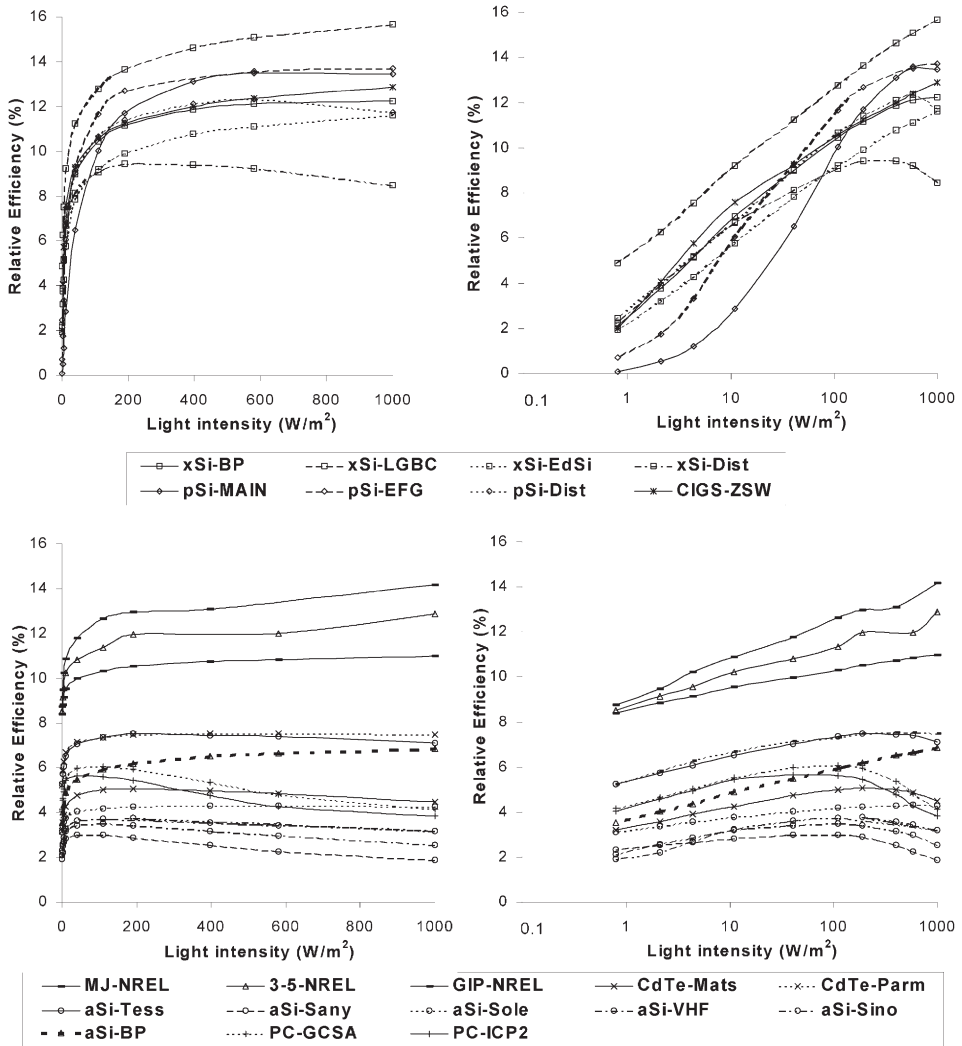 16
14
12
10
8
6
4
2
0
Relative Efficiency (%)
0 200 400 600 800 1000
Light intensity (W/m²)
16
14
12
10
8
6
4
2
0
Relative Efficiency (%)
0.1 1 10 100 1000
Light intensity (W/m²)
xSi-BP xSi-LGBC xSi-EdSi xSi-Dist
pSi-MAIN pSi-EFG pSi-Dist CIGS-ZSW
16
14
12
10
8
6
4
2
0
Relative Efficiency (%)
0 200 400 600 800 1000
Light intensity (W/m²)
16
14
12
10
8
6
4
2
0
Relative Efficiency (%)
0.1 1 10 100 1000
Light intensity (W/m²)
MJ-NREL 3-5-NREL GIP-NREL CdTe-Mats CdTe-Parm
aSi-Tess aSi-Sany aSi-Sole aSi-VHF aSi-Sino
aSi-BP PC-GCSA PC-ICP2